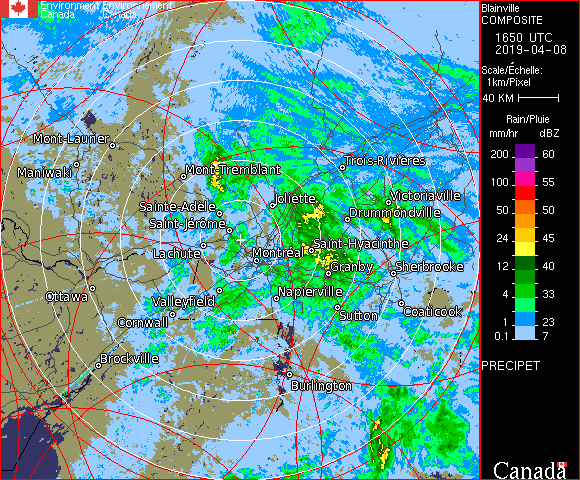 Environment Environnement
Canada Canada
Mont-Laurier
Maniwaki
Mont-Tremblant
Trois-Rivières
Joliette
Victoriaville
Sainte-Adèle
Drummondville
Saint-Jérôme
Saint-Hyacinthe
Lachute
Montréal
Granby
Sherbrooke
Ottawa
Valleyfield
Napierville
Coaticook
Cornwall
Sutton
Brockville
Burlington
Blainville
COMPOSITE
1650 UTC
2019-04-08
Scale/Échelle:
1km/Pixel
40 KM
Rain/Pluie
mm/hr dBZ
200 60
100 55
50 50
24 45
12 40
4 33
1 23
0.1 7
PRECIPET
Canada